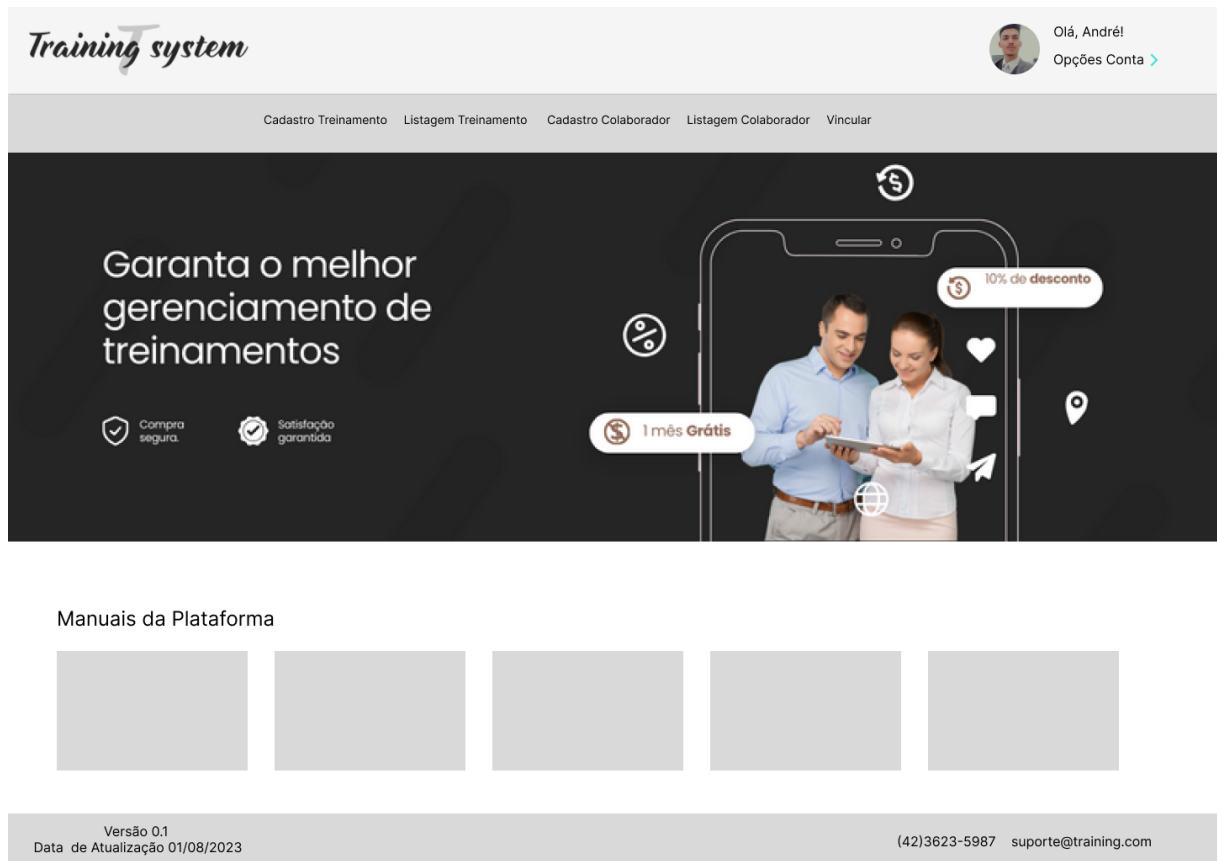 Training system
Olá, André!
Opções Conta
Cadastro Treinamento Listagem Treinamento Cadastro Colaborador Listagem Colaborador Vincular
Garanta o melhor
gerenciamento de
treinamentos
Compra
segura.
Satisfação
garantida
10% de desconto
1 mês Grátis
Manuais da Plataforma
Versão 0.1
Data de Atualização 01/08/2023
(42)3623-5987 suporte@training.com